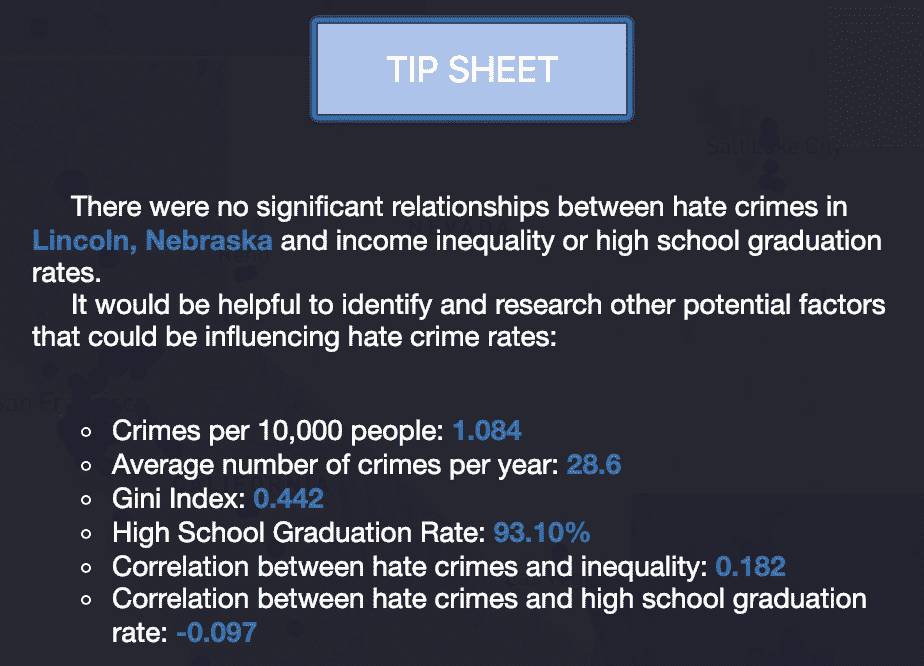 TIP SHEET
Salt Lake City
There were no significant relationships between hate crimes in
Lincoln, Nebraska and income inequality or high school graduation
rates.
It would be helpful to identify and research other potential factors
that could be influencing hate crime rates:
Crimes per 10,000 people: 1.084
Average number of crimes per year: 28.6
Gini Index: 0.442
High School Graduation Rate: 93.10%
Correlation between hate crimes and inequality: 0.182
Correlation between hate crimes and high school graduation
rate: -0.097